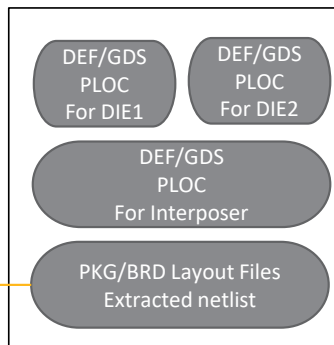 DEF/GDS
PLOC
For DIE1
DEF/GDS
PLOC
For DIE2
DEF/GDS
PLOC
For Interposer
PKG/BRD Layout Files
Extracted netlist